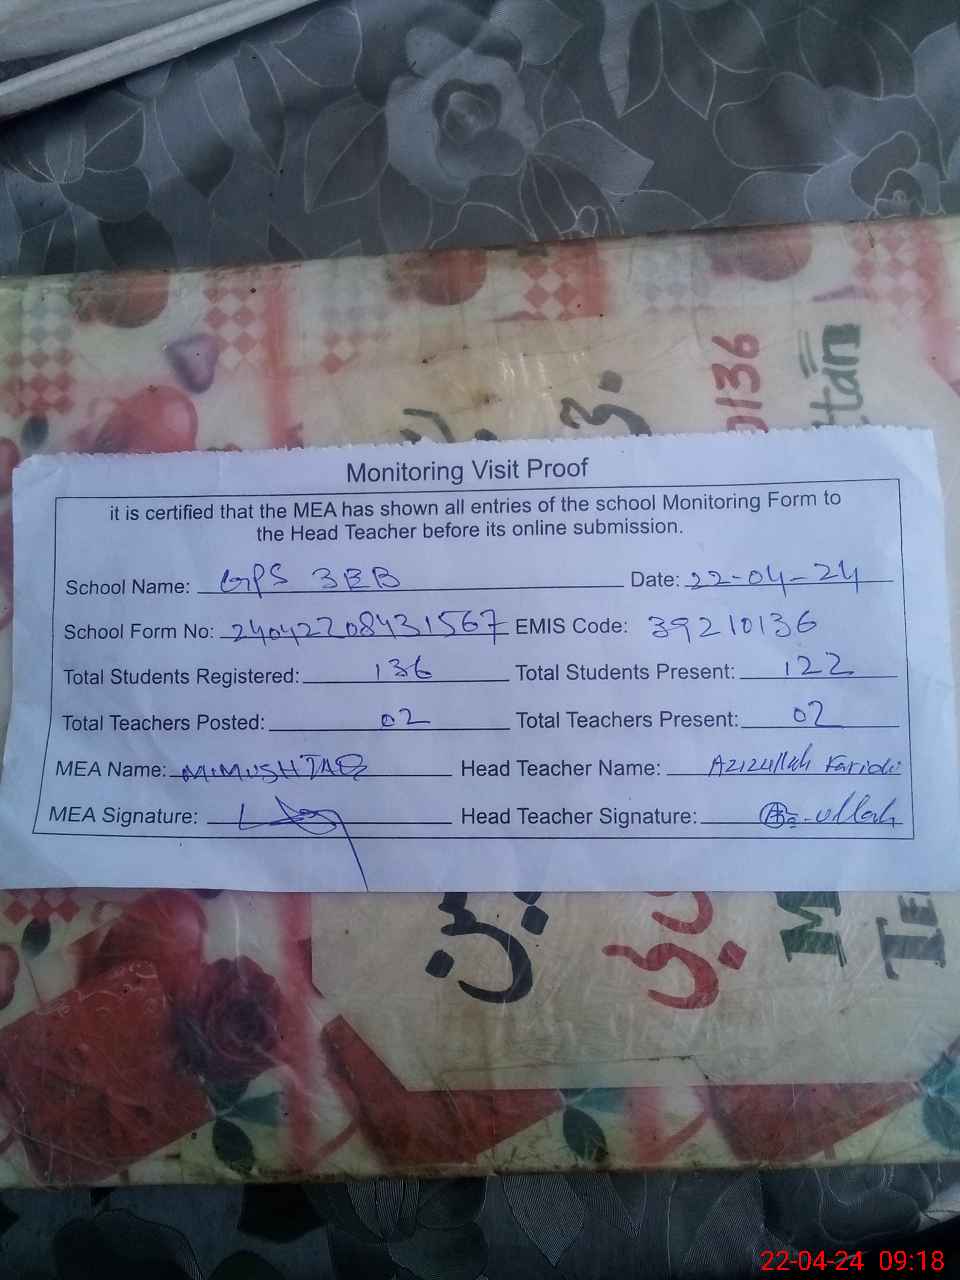 0136
ttan
Monitoring Visit Proof
it is certified that the MEA has shown all entries of the school Monitoring Form to
the Head Teacher before its online submission.
School Name: GPS 3BB Date: 22-04-24
School Form No: 24042208431567 EMIS Code: 39210136
Total Students Registered: 136 Total Students Present: 122
Total Teachers Posted: 02 Total Teachers Present: 02
MEA Name: M.MUSHTAQ Head Teacher Name: Azizullah Faridi
MEA Signature: Head Teacher Signature:
22-04-24 09:18